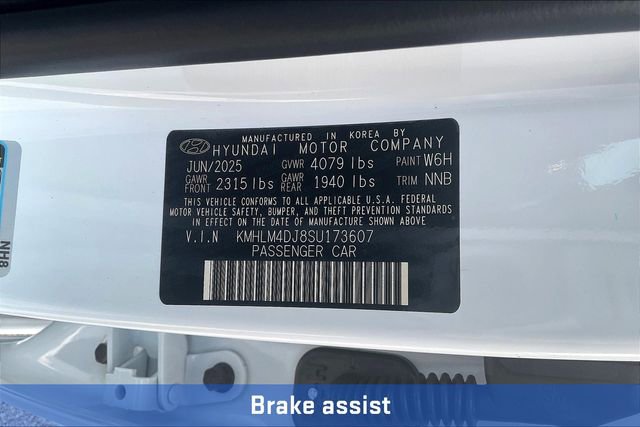 MANUFACTURED IN KOREA BY
HYUNDAI MOTOR COMPANY
JUN/2025 GVWR 4079 lbs PAINT W6H
GAWR FRONT 2315 lbs GAWR REAR 1940 lbs TRIM NNB
THIS VEHICLE CONFORMS TO ALL APPLICABLE U.S.A. FEDERAL
MOTOR VEHICLE SAFETY, BUMPER, AND THEFT PREVENTION STANDARDS
IN EFFECT ON THE DATE OF MANUFACTURE SHOWN ABOVE
V.I.N KMHLM4DJ8SU173607
PASSENGER CAR
NH8
Brake assist